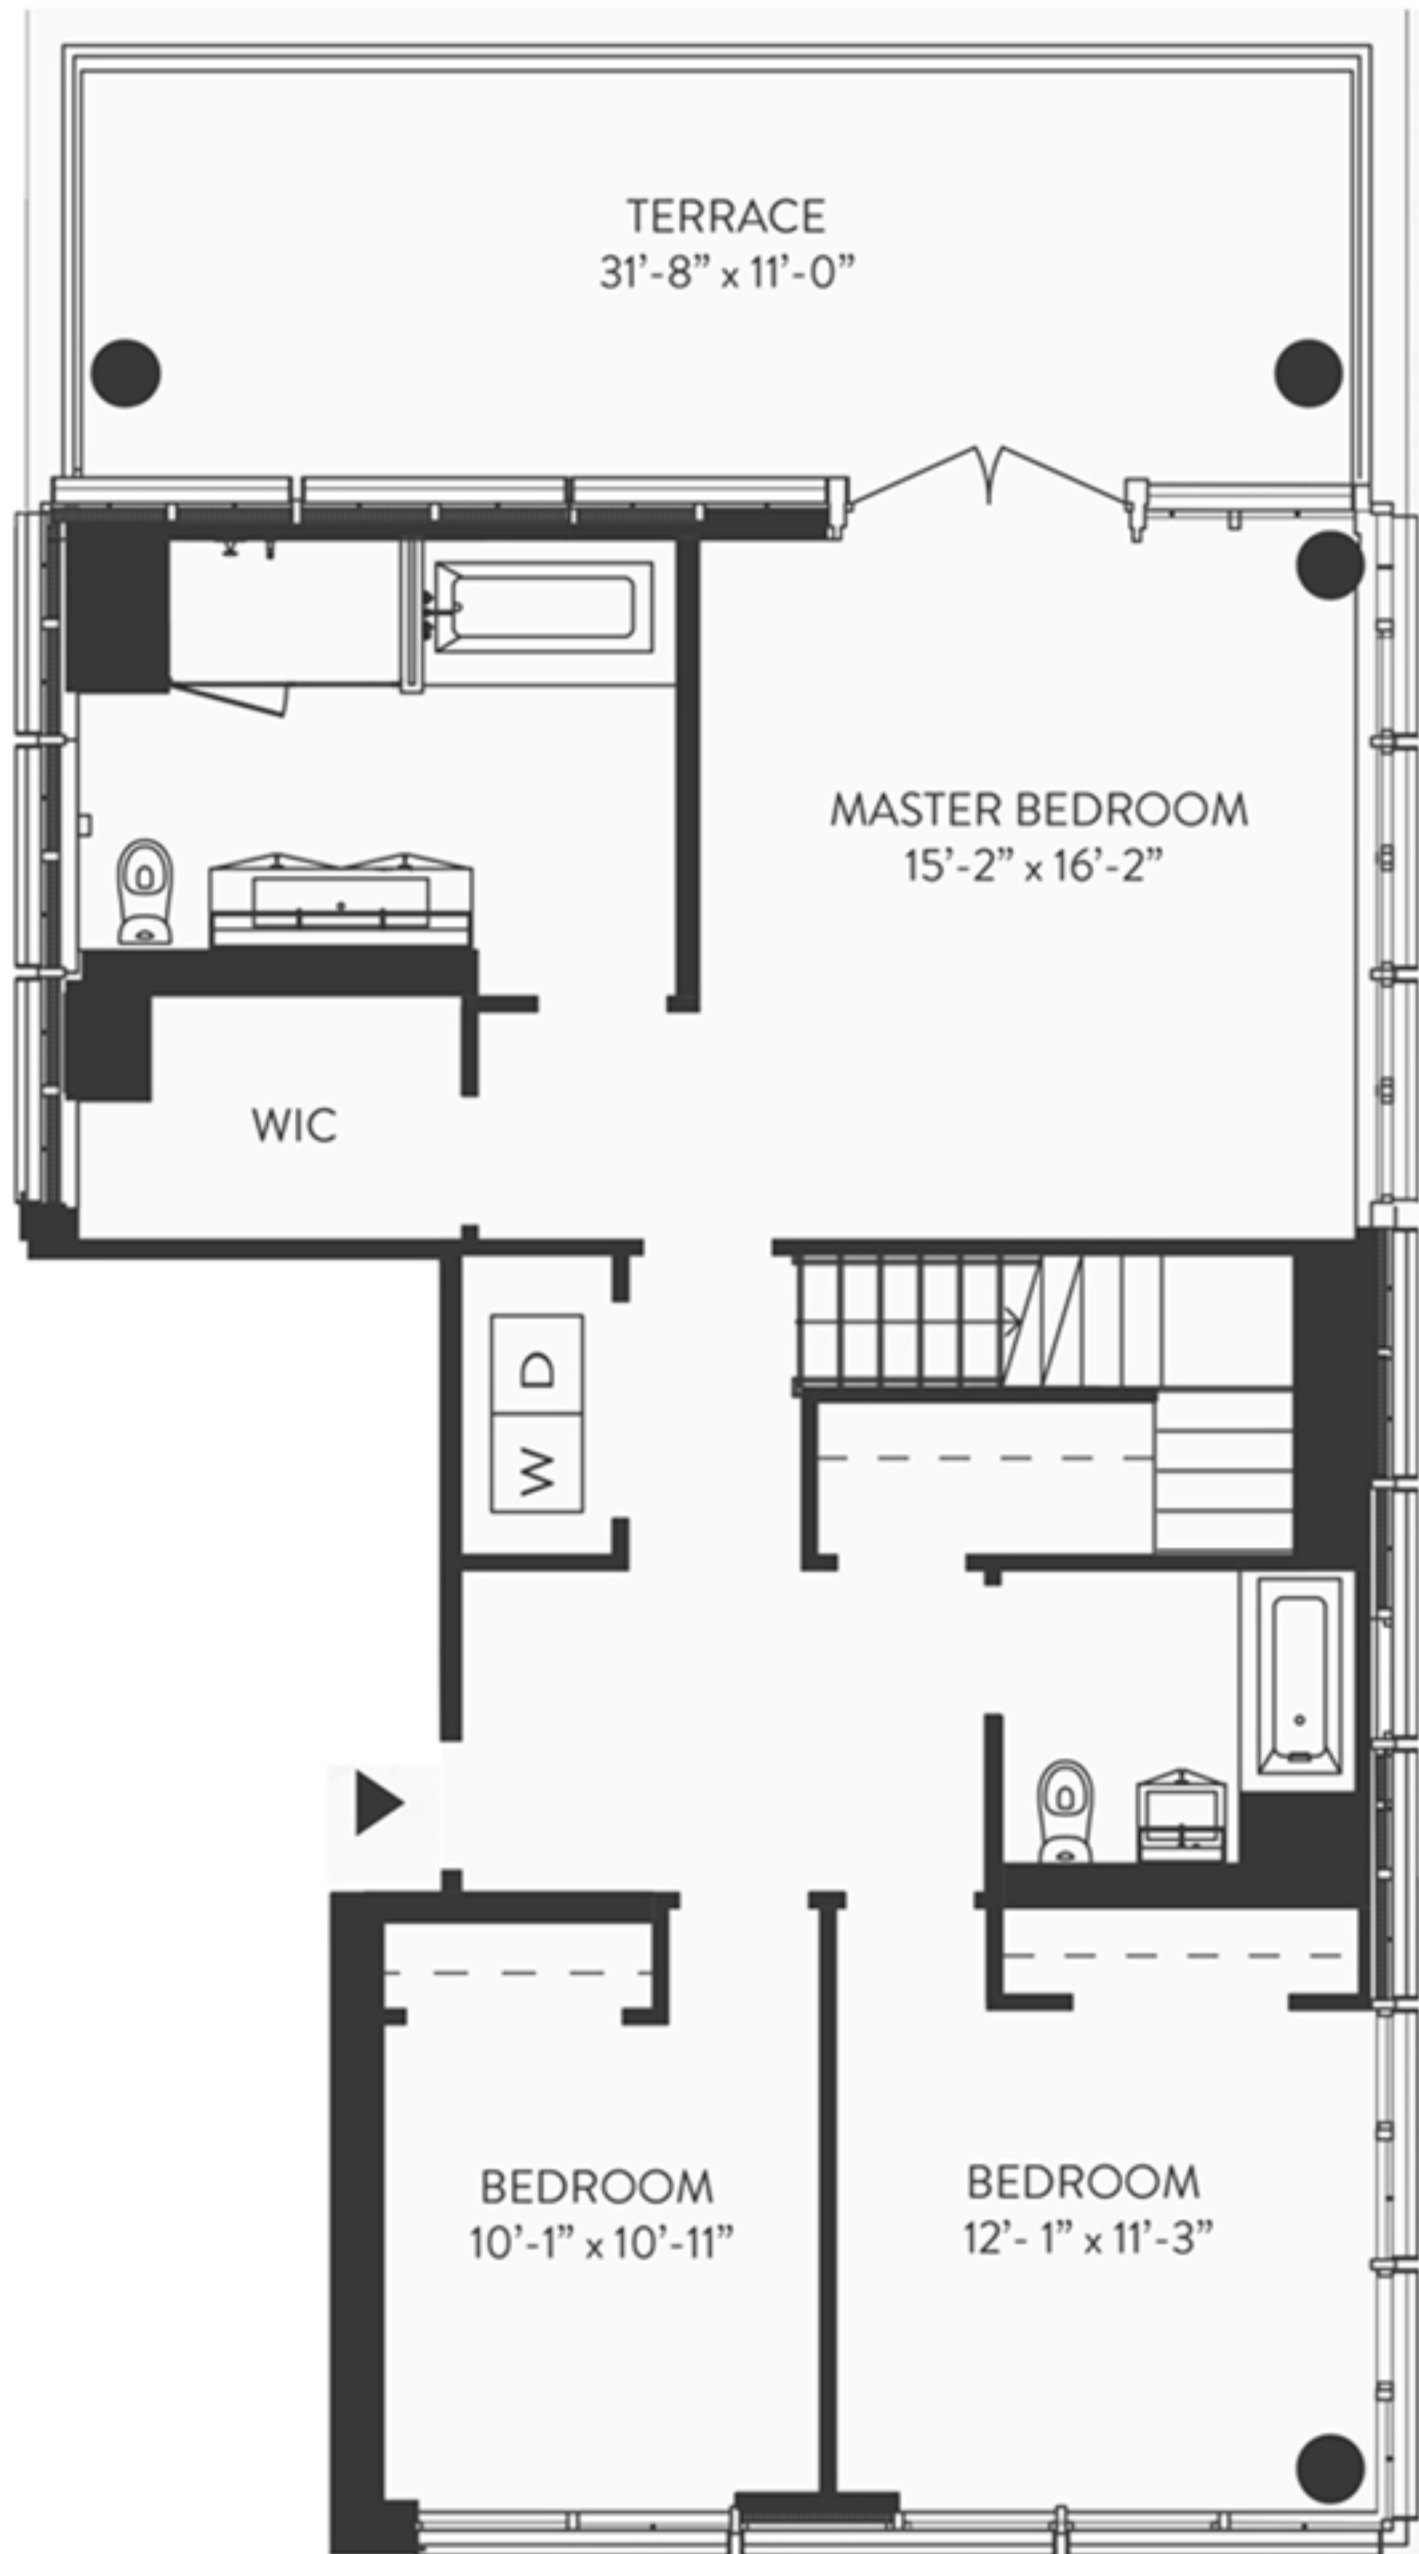 TERRACE
31’-8” x 11’-0”
MASTER BEDROOM
15’-2” x 16’-2”
WIC
D
W
BEDROOM
10’-1” x 10’-11”
BEDROOM
12’- 1” x 11’-3”